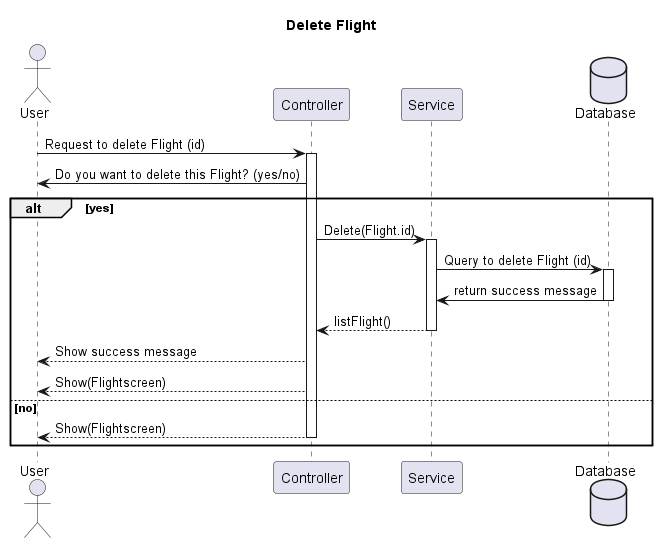 Delete Flight
User
Controller
Service
Database
Request to delete Flight (id)
Do you want to delete this Flight? (yes/no)
alt [yes]
Delete(Flight.id)
Query to delete Flight (id)
return success message
listFlight()
Show success message
Show(Flightscreen)
[no]
Show(Flightscreen)
User
Controller
Service
Database